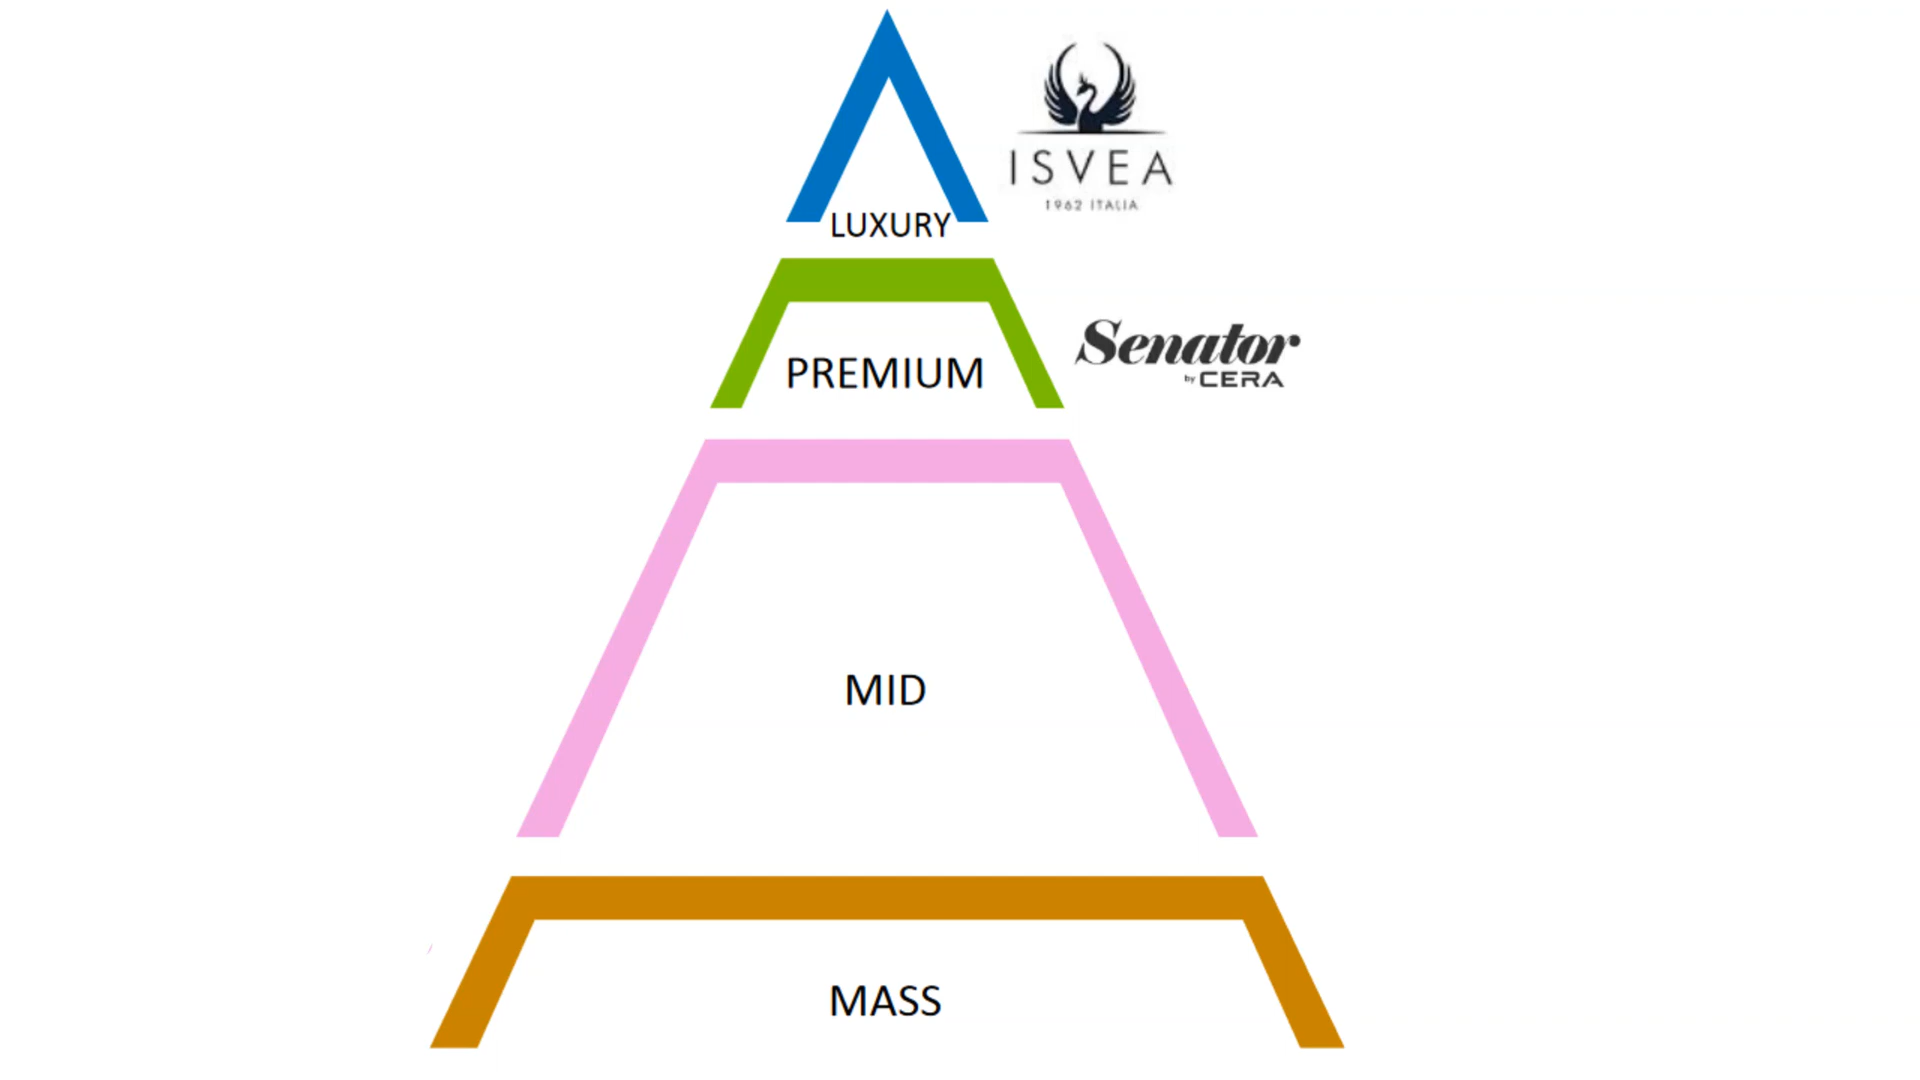 ISVEA
1962 ITALIA
LUXURY
Senator
by CERA
PREMIUM
MID
MASS